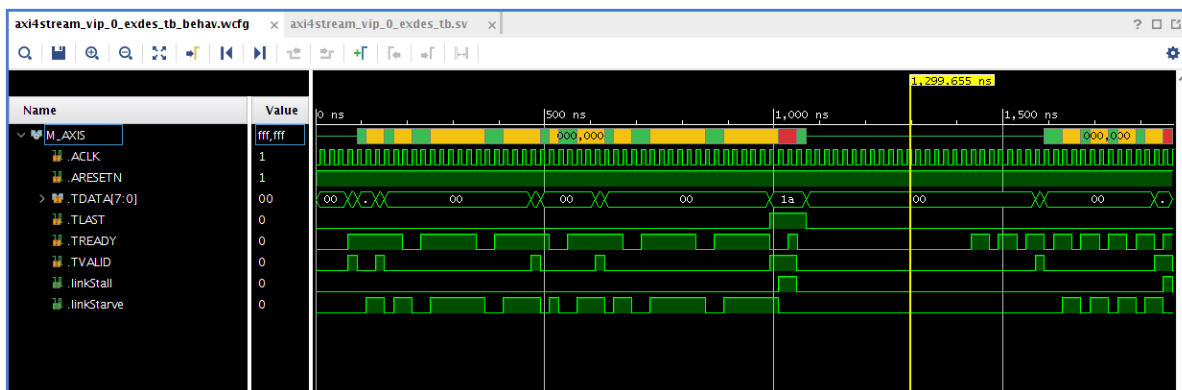 axi4stream_vip_0_exdes_tb_behav.wcfg × axi4stream_vip_0_exdes_tb.sv × ?
1,299.655 ns
Name Value 0 ns 500 ns 1,000 ns 1,500 ns
M_AXIS fff,fff 000,000 000,000
.ACLK 1
.ARESETN 1
.TDATA[7:0] 00 00 . 00 00 00 1a 00 00 .
.TLAST 0
.TREADY 0
.TVALID 0
.linkStall 0
.linkStarve 0